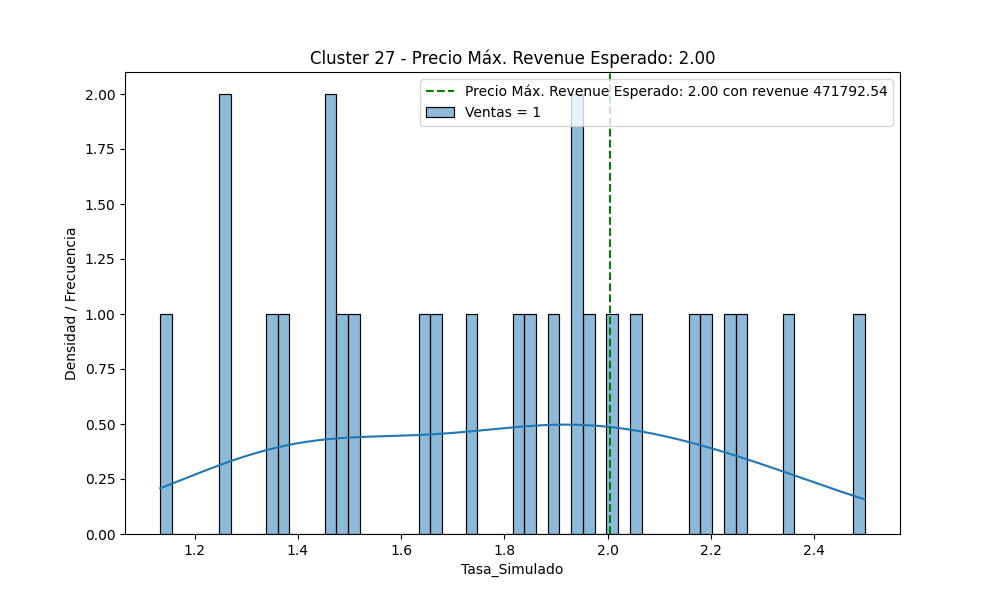 Cluster 27 - Precio Máx. Revenue Esperado: 2.00
Precio Máx. Revenue Esperado: 2.00 con revenue 471792.54
Ventas = 1
Densidad / Frecuencia
2.00
1.75
1.50
1.25
1.00
0.75
0.50
0.25
0.00
1.2 1.4 1.6 1.8 2.0 2.2 2.4
Tasa_Simulado